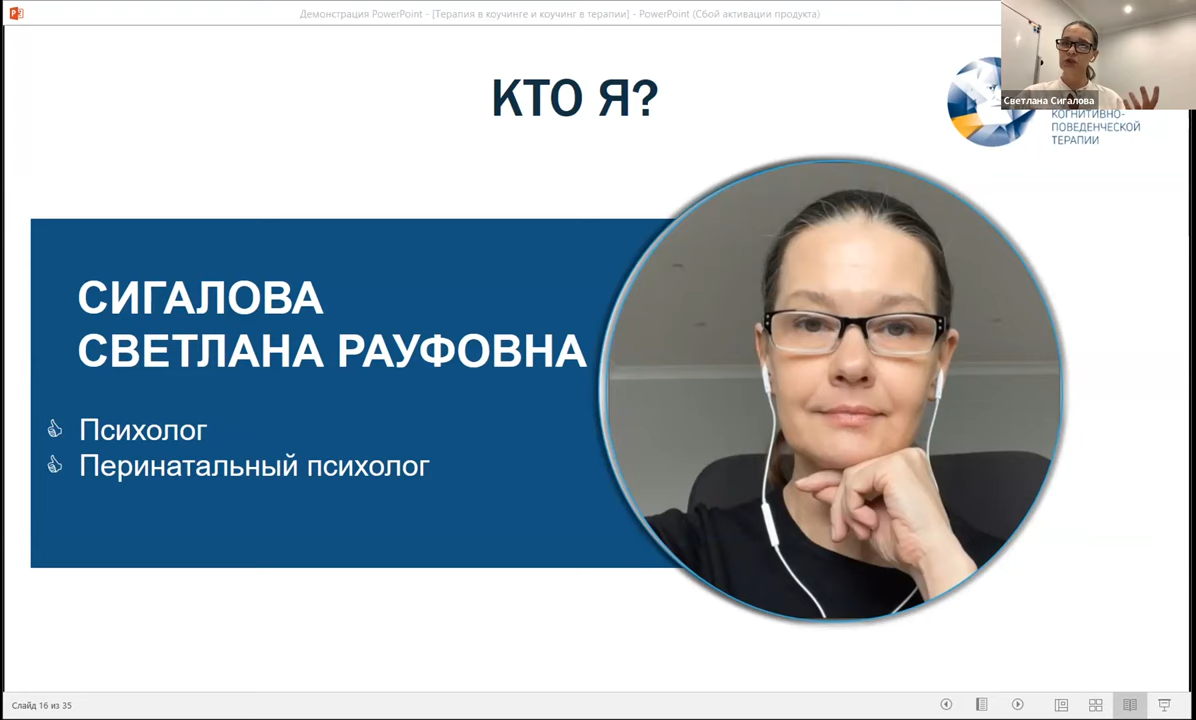 Демонстрация PowerPoint - [Терапия в коучинге и коучинг в терапии] - PowerPoint (Сбой активации продукта)
Светлана Сигалова
КТО Я?
КОГНИТИВНО-
ПОВЕДЕНЧЕСКОЙ
ТЕРАПИИ
СИГАЛОВА
СВЕТЛАНА РАУФОВНА
Психолог
Перинатальный психолог
Слайд 16 из 35